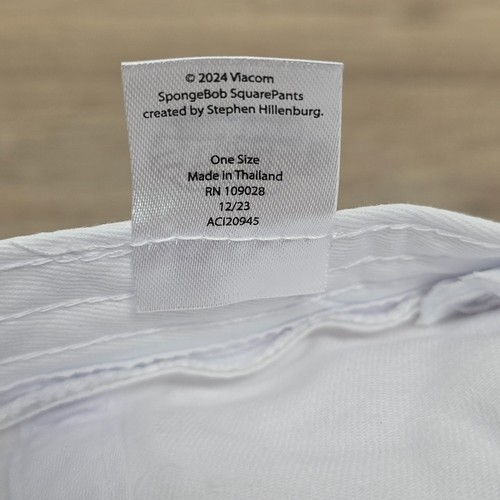 © 2024 Viacom
SpongeBob SquarePants
created by Stephen Hillenburg.
One Size
Made in Thailand
RN 109028
12/23
ACI20945